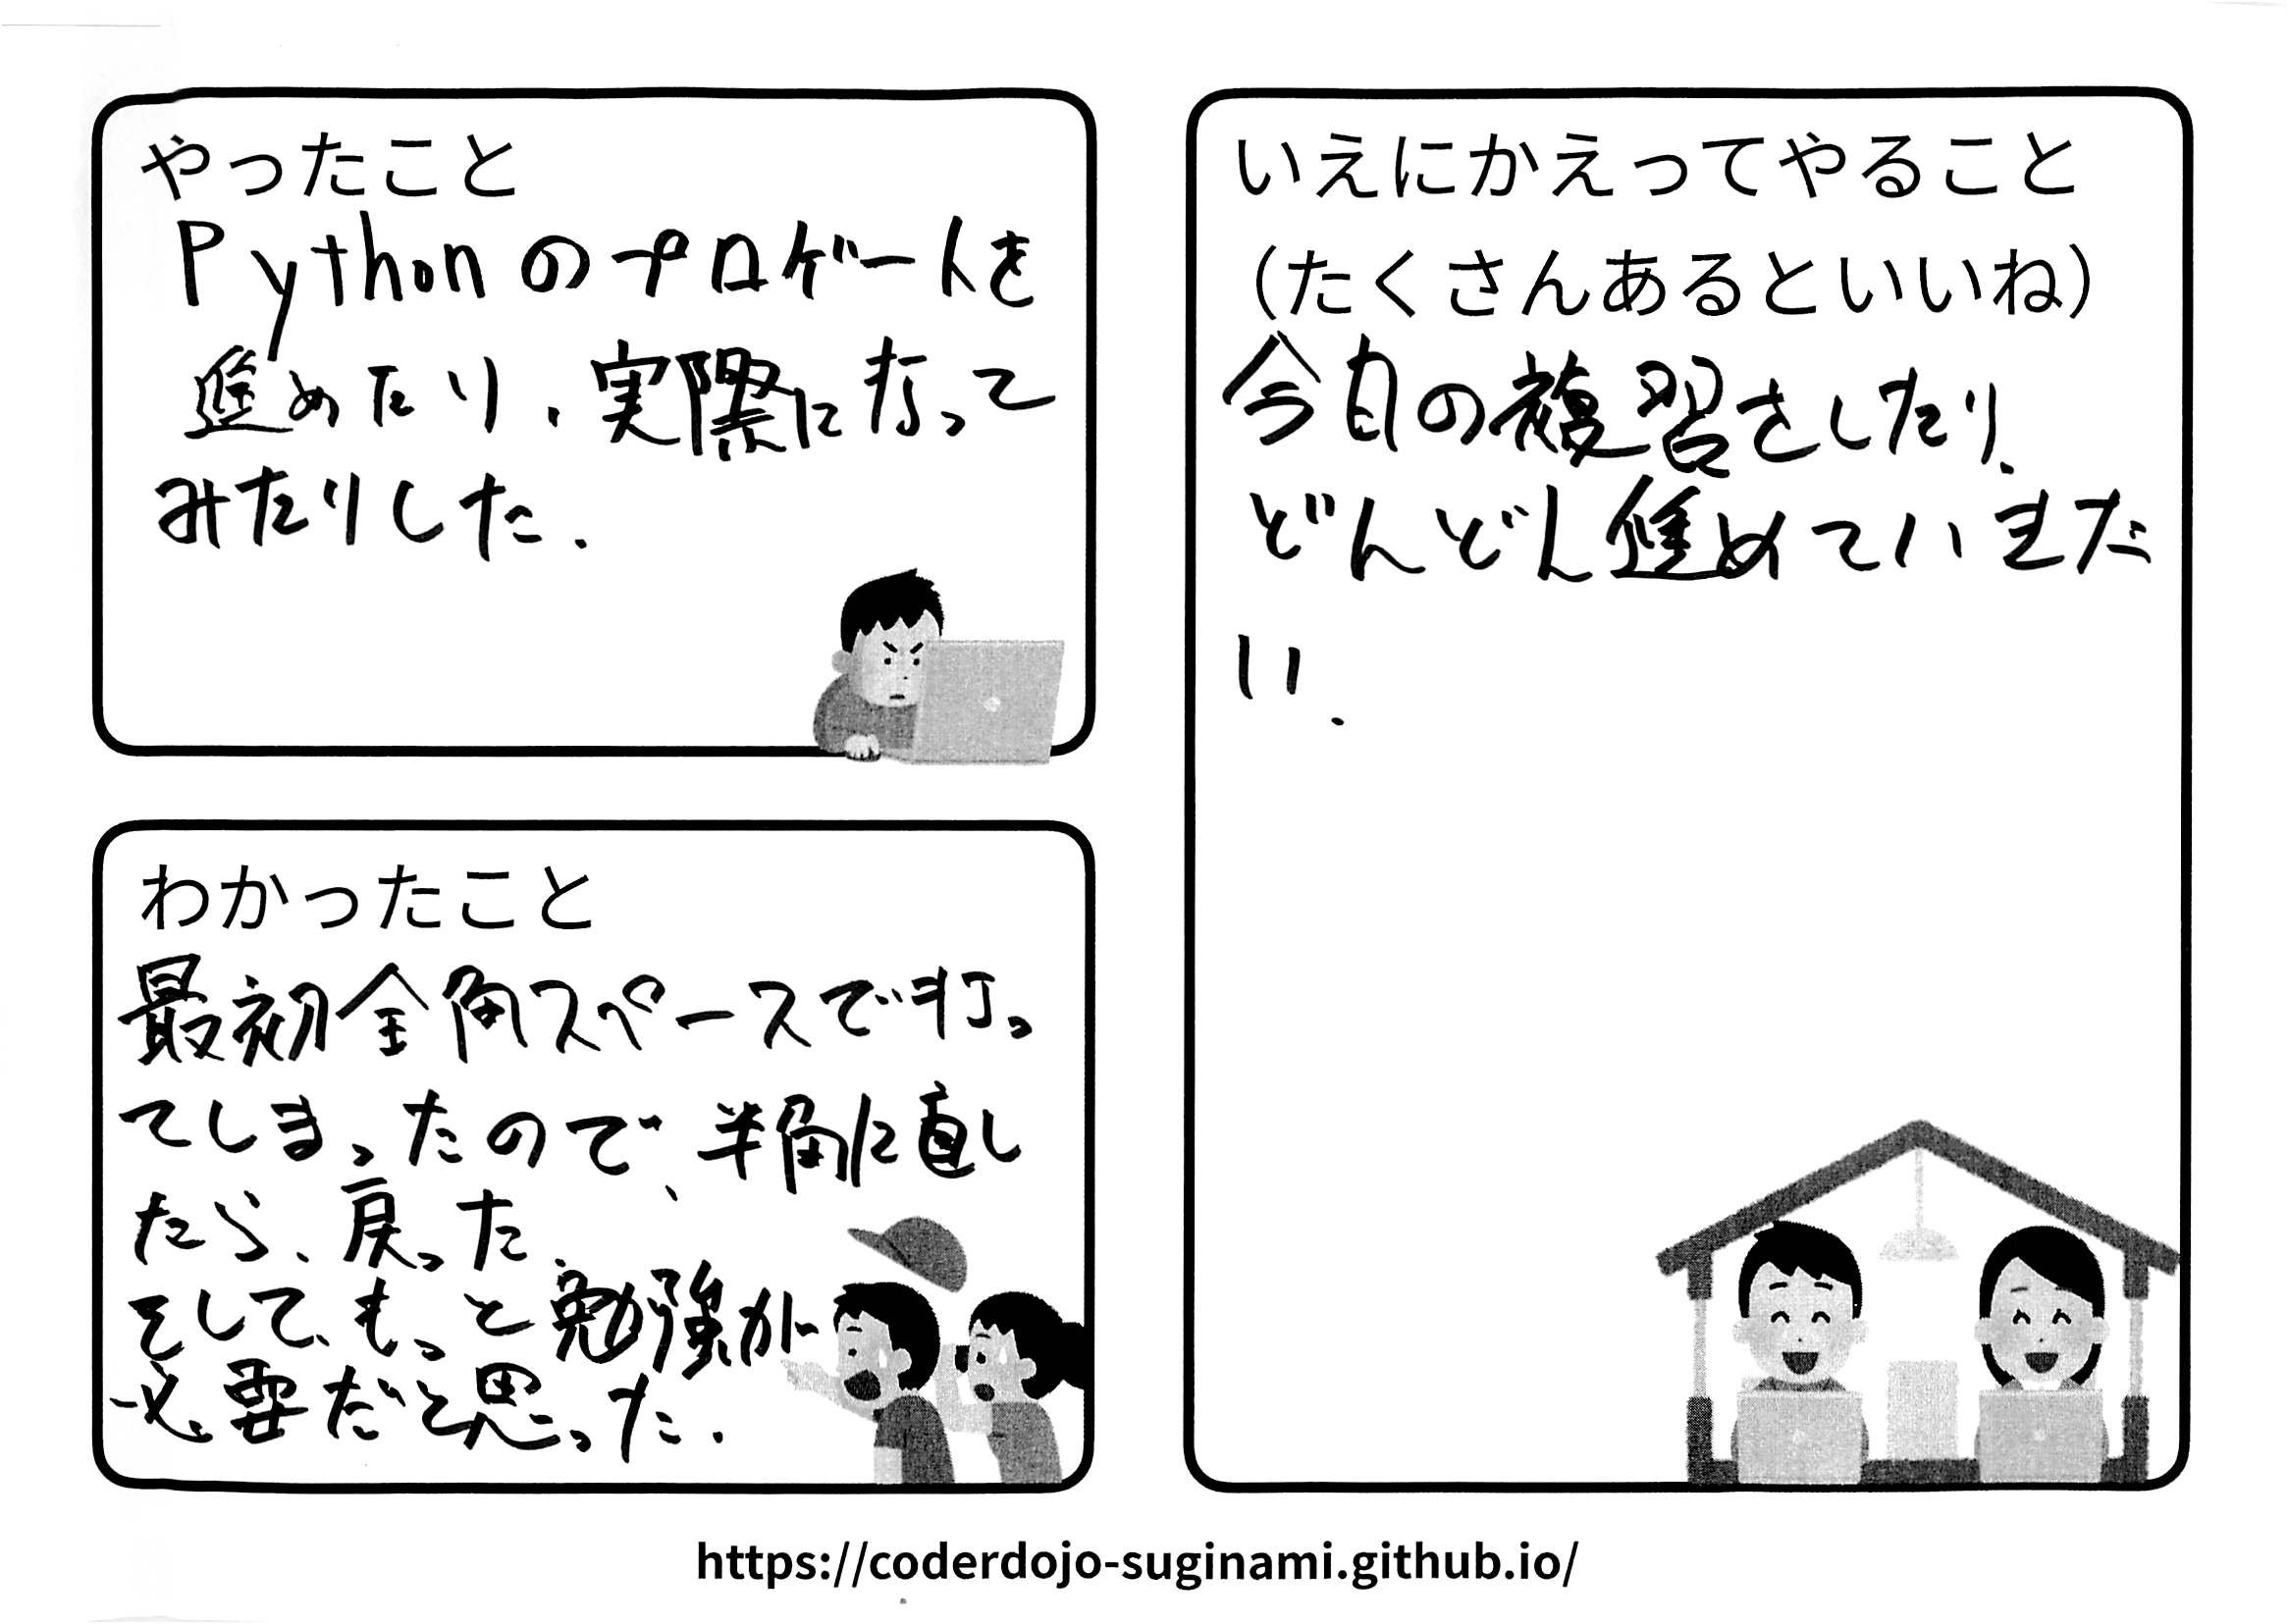 やったこと
Pythonのプロゲートを
進めたり、実際に打って
みたりした.
わかったこと
最初全角スペースで打っ
てしまったので、半角に直し
たら、戻った.
そして、もっと勉強が
必要だと思った.
いえにかえってやること
（たくさんあるといいね）
今日の複習をしたり、
どんどん進めていきた
い.
https://coderdojo-suginami.github.io/